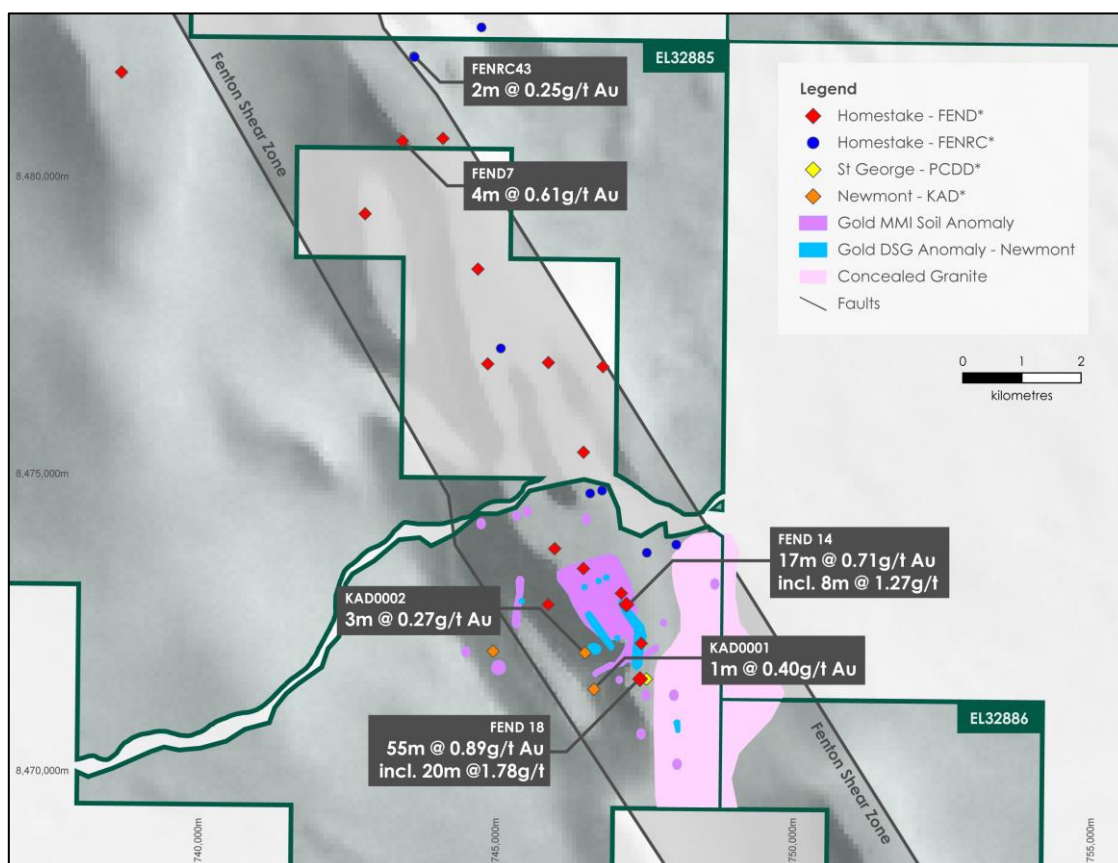 EL32885
FENRC43
2m @ 0.25g/t Au
Fenton Shear Zone
FEND7
4m @ 0.61g/t Au
Legend
Homestake - FEND*
Homestake - FENRC*
St George - PCDD*
Newmont - KAD*
Gold MMI Soil Anomaly
Gold DSG Anomaly - Newmont
Concealed Granite
Faults
0 1 2
kilometres
8,480,000m
8,475,000m
FEND 14
17m @ 0.71g/t Au
incl. 8m @ 1.27g/t
KAD0002
3m @ 0.27g/t Au
KAD0001
1m @ 0.40g/t Au
FEND 18
55m @ 0.89g/t Au
incl. 20m @1.78g/t
EL32886
Fenton Shear Zone
8,470,000m
740,000m
745,000m
750,000m
755,000m